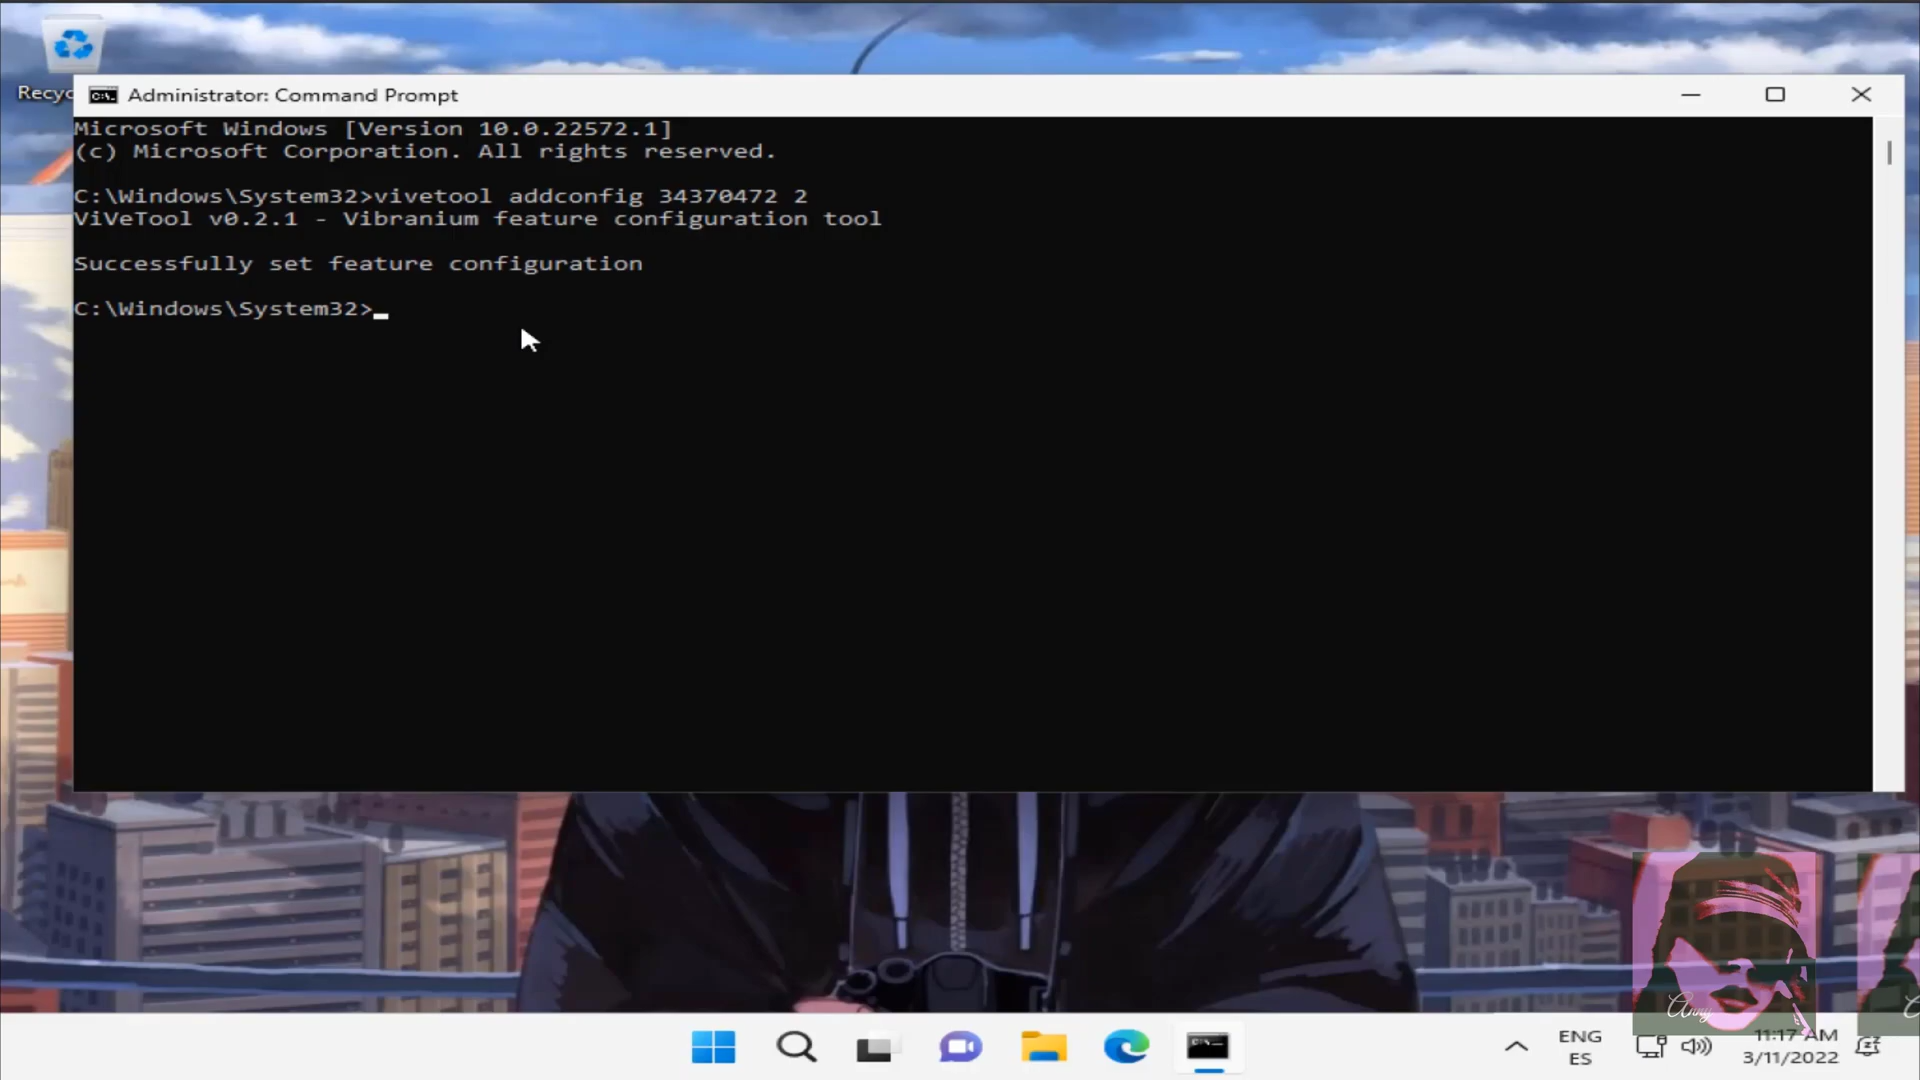 Recyc
Administrator: Command Prompt
Microsoft Windows [Version 10.0.22572.1]
(c) Microsoft Corporation. All rights reserved.
C:\Windows\System32>vivetool addconfig 34370472 2
ViVeTool v0.2.1 - Vibranium feature configuration tool
Successfully set feature configuration
C:\Windows\System32>
Anny
ENG
ES
11:17 AM
3/11/2022